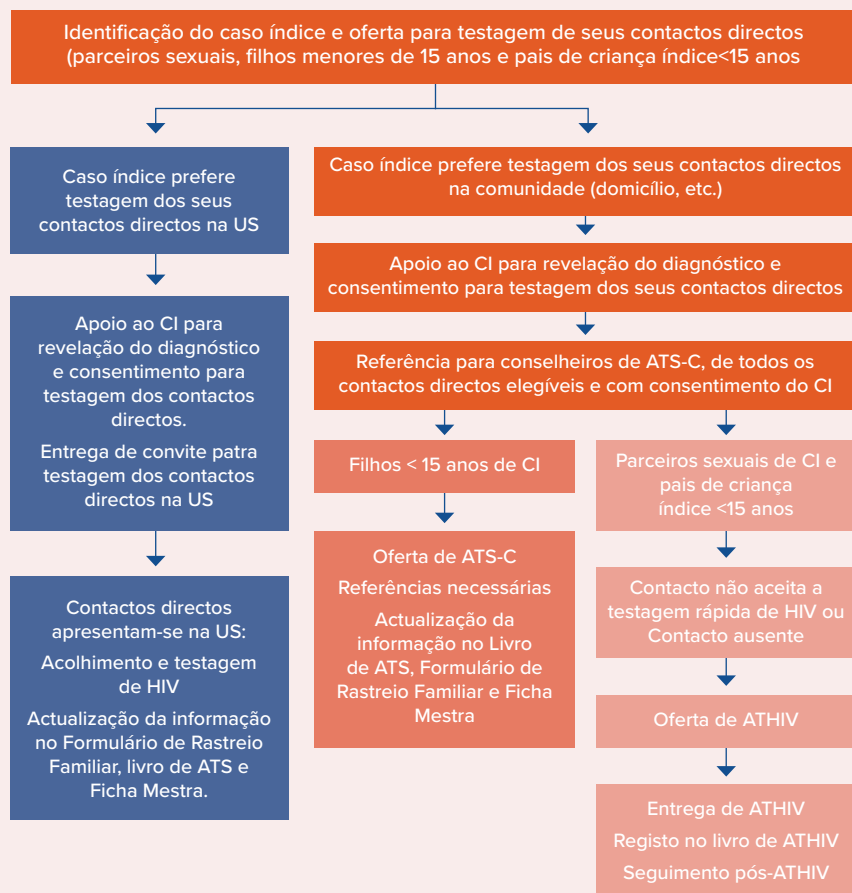 Identificação do caso índice e oferta para testagem de seus contactos directos
(parceiros sexuais, filhos menores de 15 anos e pais de criança índice<15 anos
Caso índice prefere
testagem dos seus
contactos directos na US
Apoio ao CI para
revelação do diagnóstico
e consentimento para
testagem dos contactos
directos.
Entrega de convite patra
testagem dos contactos
directos na US
Contactos directos
apresentam-se na US:
Acolhimento e testagem
de HIV
Actualização da informação
no Formulário de Rastreio
Familiar, livro de ATS e
Ficha Mestra.
Caso índice prefere testagem dos seus contactos directos
na comunidade (domicílio, etc.)
Apoio ao CI para revelação do diagnóstico e
consentimento para testagem dos seus contactos directos
Referência para conselheiros de ATS-C, de todos os
contactos directos elegíveis e com consentimento do CI
Filhos < 15 anos de CI
Oferta de ATS-C
Referências necessárias
Actualização da
informação no Livro
de ATS, Formulário de
Rastreio Familiar e Ficha
Mestra
Parceiros sexuais de CI e
pais de criança
índice <15 anos
Contacto não aceita a
testagem rápida de HIV ou
Contacto ausente
Oferta de ATHIV
Entrega de ATHIV
Registo no livro de ATHIV
Seguimento pós-ATHIV